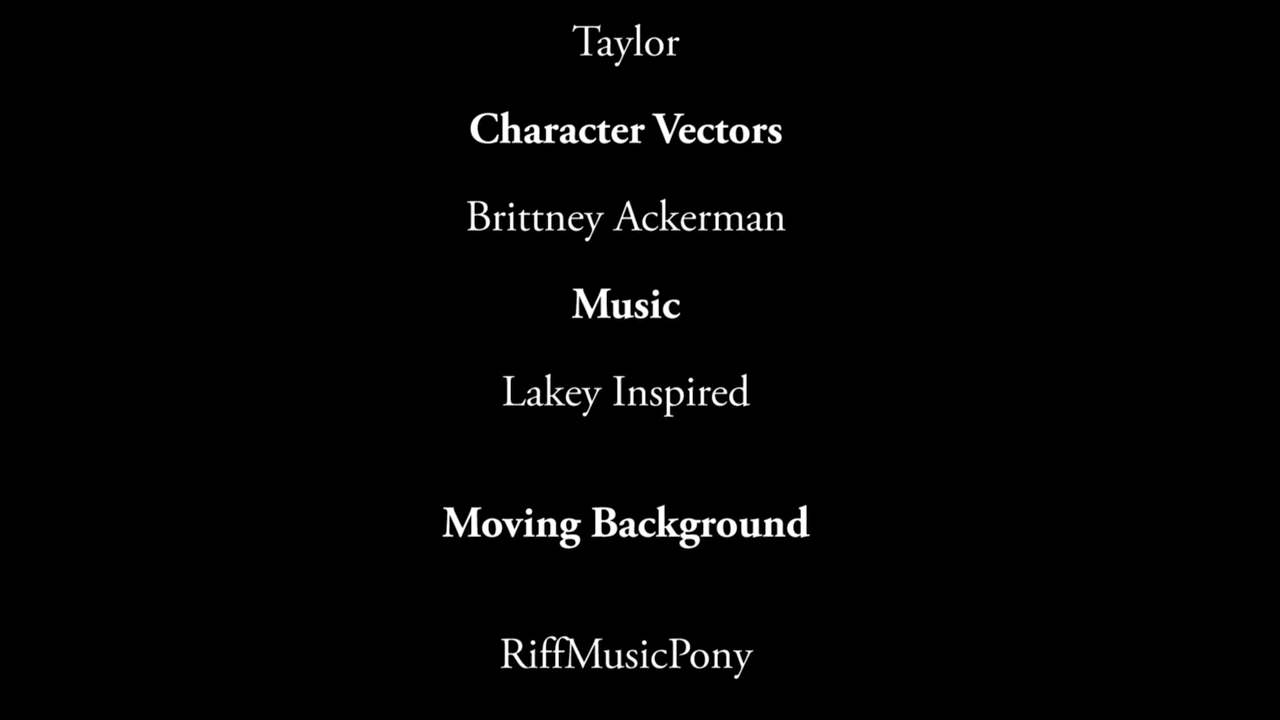 Taylor
Character Vectors
Brittney Ackerman
Music
Lakey Inspired
Moving Background
RiffMusicPony